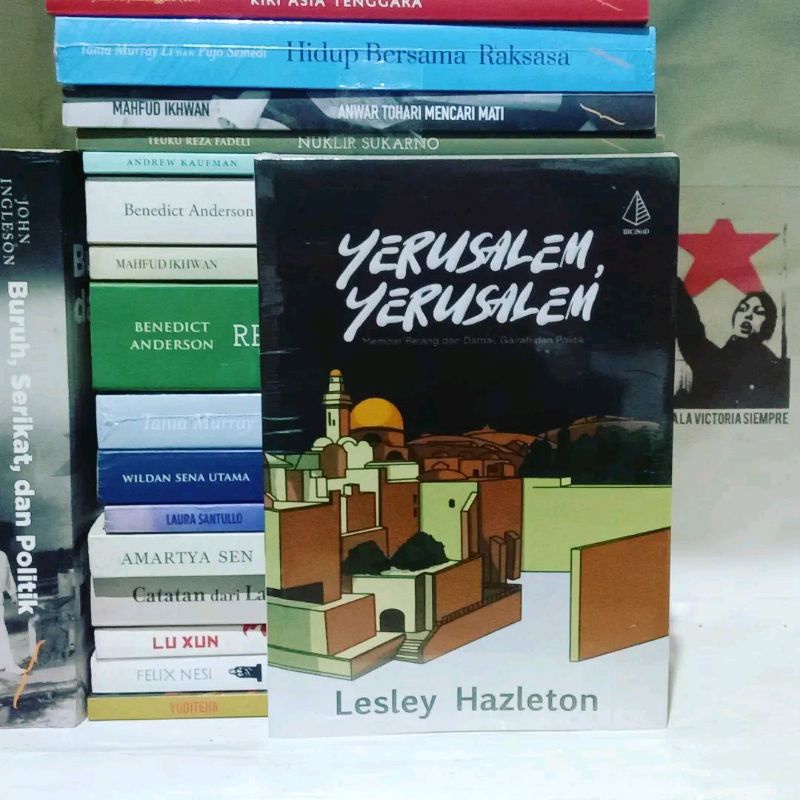 KIRI ASIA TENGGARA
Tania Murray Li DAN Pujo Semedi Hidup Bersama Raksasa
MAHFUD IKHWAN ANWAR TOHARI MENCARI MATI
TEUKU REZA FADELI NUKLIR SUKARNO
ANDREW KAUFMAN
Benedict Anderson
MAHFUD IKHWAN
BENEDICT
ANDERSON
RE
Tania Murray
WILDAN SENA UTAMA
LAURA SANTULLO
AMARTYA SEN
Catatan dari La
LU XUN
FELIX NESI
YUDITEHA
JOHN
INGLESON
Buruh, Serikat, dan Politik
IRCiSoD
YERUSALEM,
YERUSALEM
Memoar Perang dan Damai, Gairah dan Politik
Lesley Hazleton
A LA VICTORIA SIEMPRE